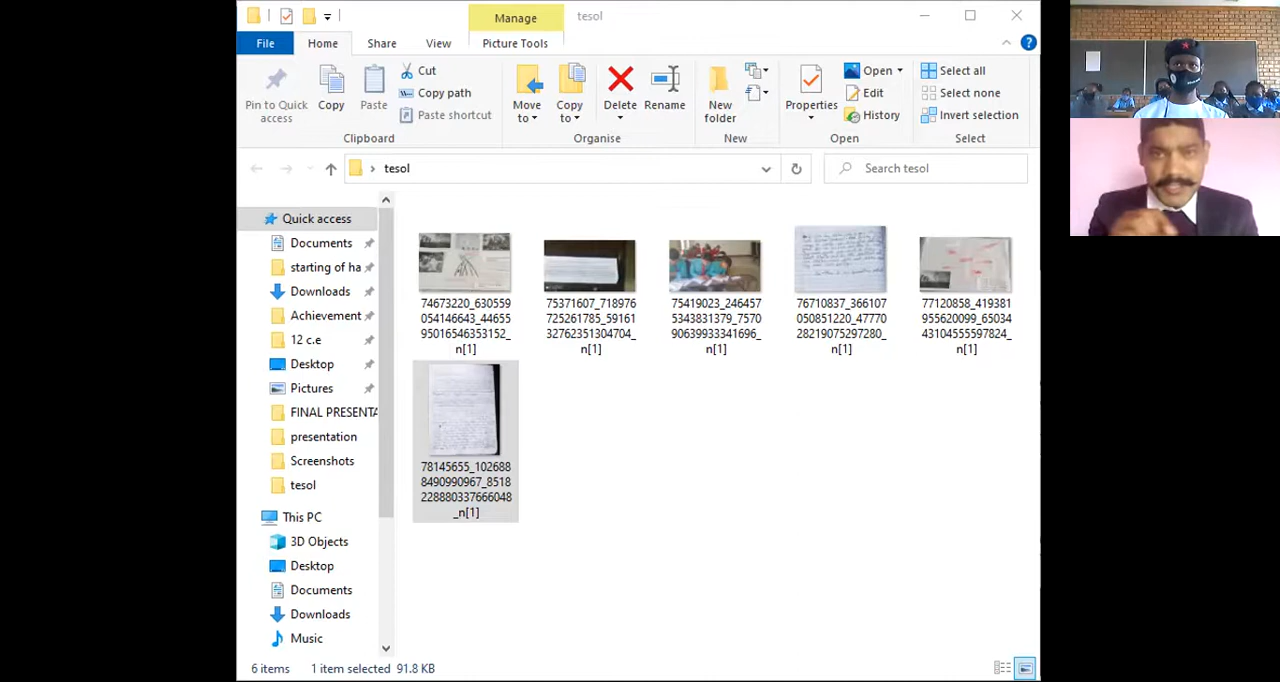 Manage
tesol
File
Home
Share
View
Picture Tools
Pin to Quick access
Copy
Paste
Cut
Copy path
Paste shortcut
Clipboard
Move to
Copy to
Delete
Rename
Organise
New folder
New
Properties
Open
Edit
History
Open
Select all
Select none
Invert selection
Select
tesol
Search tesol
Quick access
Documents
starting of ha
Downloads
Achievement
12 c.e
Desktop
Pictures
FINAL PRESENTA
presentation
Screenshots
tesol
This PC
3D Objects
Desktop
Documents
Downloads
Music
74673220_630559
054146643_44655
95016546353152_
n[1]
75371607_718976
725261785_59161
32762351304704_
n[1]
75419023_246457
5343831379_7570
90639933341696_
n[1]
76710837_366107
050851220_47770
28219075297280_
n[1]
77120858_419381
955620099_65034
43104555597824_
n[1]
78145655_102688
8490990967_8518
228880337666048
_n[1]
6 items
1 item selected
91.8 KB